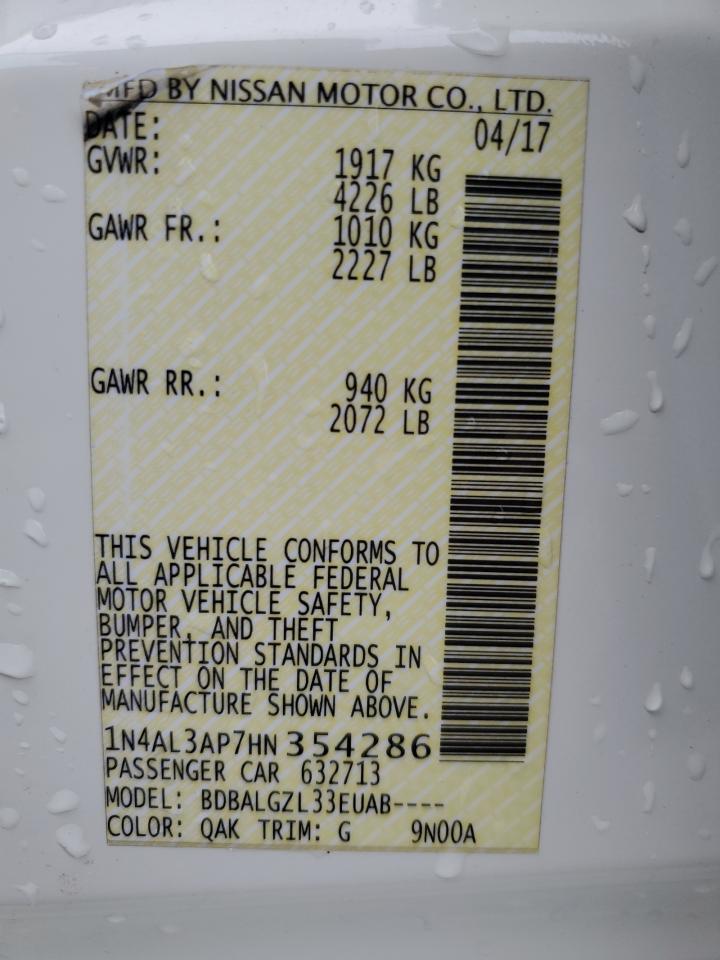 MFD BY NISSAN MOTOR CO., LTD.
DATE: 04/17
GVWR: 1917 KG
4226 LB
GAWR FR.: 1010 KG
2227 LB
GAWR RR.: 940 KG
2072 LB
THIS VEHICLE CONFORMS TO
ALL APPLICABLE FEDERAL
MOTOR VEHICLE SAFETY,
BUMPER, AND THEFT
PREVENTION STANDARDS IN
EFFECT ON THE DATE OF
MANUFACTURE SHOWN ABOVE.
1N4AL3AP7HN354286
PASSENGER CAR 632713
MODEL: BDBALGZL33EUAB----
COLOR: QAK TRIM: G 9N00A